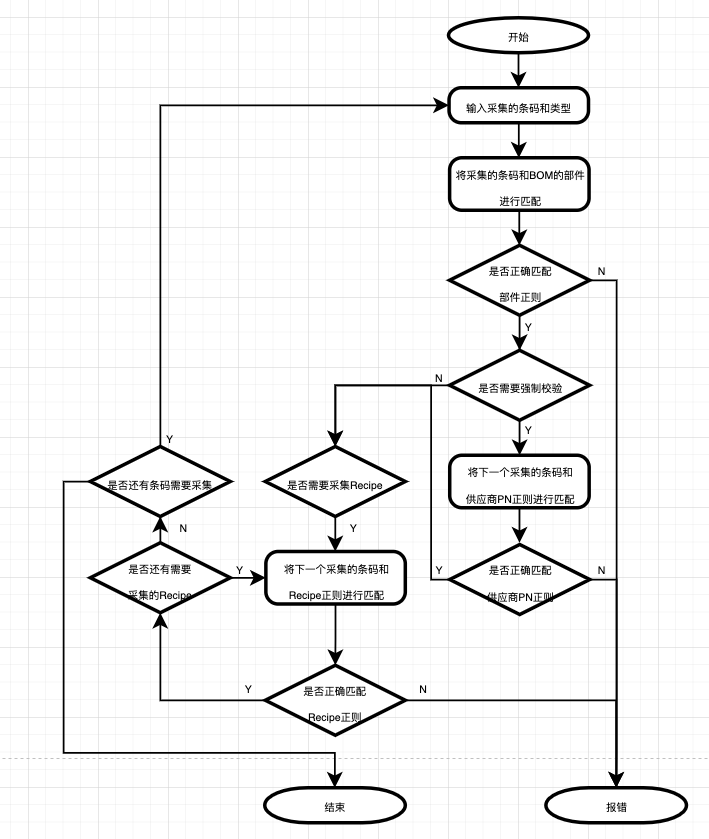 开始
输入采集的条码和类型
将采集的条码和BOM的部件
进行匹配
是否正确匹配
部件正则
N
Y
是否需要强制校验
N
Y
将下一个采集的条码和
供应商PN正则进行匹配
是否正确匹配
供应商PN正则
Y
N
是否需要采集Recipe
Y
将下一个采集的条码和
Recipe正则进行匹配
是否正确匹配
Recipe正则
Y
N
是否还有需要
采集的Recipe
Y
N
是否还有条码需要采集
Y
结束
报错